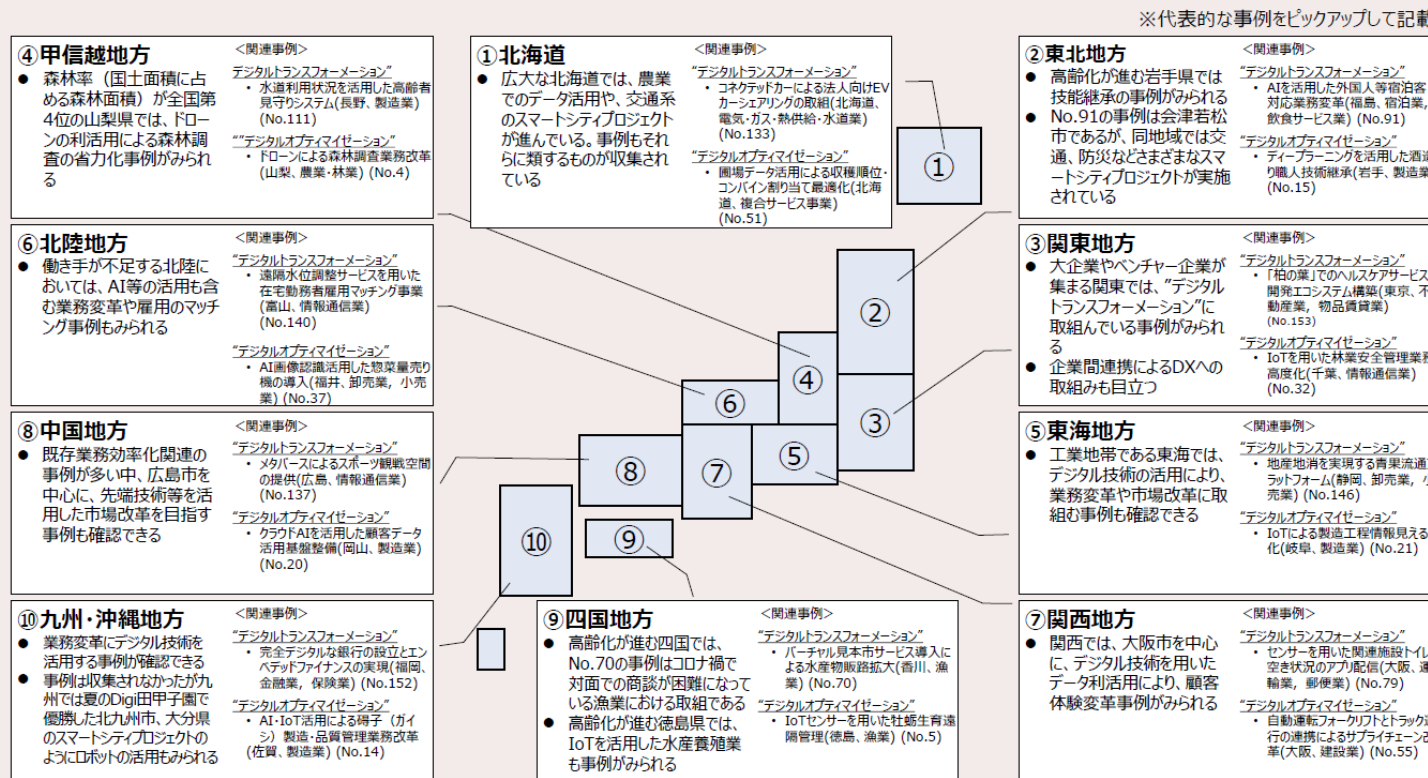 ※代表的な事例をピックアップして記載
④甲信越地方
● 森林率（国土面積に占
める森林面積）が全国第
4位の山梨県では、ドロー
ンの利活用による森林調
査の省力化事例がみられ
る
＜関連事例＞
デジタルトランスフォーメーション”
・ 水道利用状況を活用した高齢者
見守りシステム(長野、製造業)
(No.111)
““デジタルオプティマイゼーション”
・ ドローンによる森林調査業務改革
(山梨、農業・林業) (No.4)
①北海道
● 広大な北海道では、農業
でのデータ活用や、交通系
のスマートシティプロジェクト
が進んでいる。事例もそれ
らに類するものが収集され
ている
＜関連事例＞
“デジタルトランスフォーメーション”
・ コネクテッドカーによる法人向けEV
カーシェアリングの取組(北海道、
電気・ガス・熱供給・水道業)
(No.133)
“デジタルオプティマイゼーション”
・ 圃場データ活用による収穫順位・
コンバイン割り当て最適化(北海
道、複合サービス事業)
(No.51)
②東北地方
● 高齢化が進む岩手県では
技能継承の事例がみられる
● No.91の事例は会津若松
市であるが、同地域では交
通、防災などさまざまなスマ
ートシティプロジェクトが実施
されている
＜関連事例＞
“デジタルトランスフォーメーション”
・ AIを活用した外国人等宿泊客
対応業務変革(福島、宿泊業,
飲食サービス業) (No.91)
“デジタルオプティマイゼーション”
・ ディープラーニングを活用した酒造
り職人技術継承(岩手、製造業
(No.15)
⑥北陸地方
● 働き手が不足する北陸に
おいては、AI等の活用も含
む業務変革や雇用のマッチ
ング事例もみられる
＜関連事例＞
“デジタルトランスフォーメーション”
・ 遠隔水位調整サービスを用いた
在宅勤務者雇用マッチング事業
(富山、情報通信業)
(No.140)
“デジタルオプティマイゼーション”
・ AI画像認識活用した惣菜量売り
機の導入(福井、卸売業，小売
業) (No.37)
③関東地方
● 大企業やベンチャー企業が
集まる関東では、”デジタル
トランスフォーメーション”に
取組んでいる事例がみられ
る
● 企業間連携によるDXへの
取組みも目立つ
＜関連事例＞
“デジタルトランスフォーメーション”
・ 「柏の葉」でのヘルスケアサービス
開発エコシステム構築(東京、不
動産業，物品賃貸業)
(No.153)
“デジタルオプティマイゼーション”
・ IoTを用いた林業安全管理業務
高度化(千葉、情報通信業)
(No.32)
⑧中国地方
● 既存業務効率化関連の
事例が多い中、広島市を
中心に、先端技術等を活
用した市場改革を目指す
事例も確認できる
＜関連事例＞
“デジタルトランスフォーメーション”
・ メタバースによるスポーツ観戦空間
の提供(広島、情報通信業)
(No.137)
“デジタルオプティマイゼーション”
・ クラウドAIを活用した顧客データ
活用基盤整備(岡山、製造業)
(No.20)
⑤東海地方
● 工業地帯である東海では、
デジタル技術の活用により、
業務変革や市場改革に取
組む事例も確認できる
＜関連事例＞
“デジタルトランスフォーメーション”
・ 地産地消を実現する青果流通
ラットフォーム(静岡、卸売業，小
売業) (No.146)
“デジタルオプティマイゼーション”
・ IoTによる製造工程情報見える
化(岐阜、製造業) (No.21)
⑩九州・沖縄地方
● 業務変革にデジタル技術を
活用する事例が確認できる
● 事例は収集されなかったが九
州では夏のDigi田甲子園で
優勝した北九州市、大分県
のスマートシティプロジェクトの
ようにロボットの活用もみられる
＜関連事例＞
“デジタルトランスフォーメーション”
・ 完全デジタルな銀行の設立とエン
ベデッドファイナンスの実現(福岡、
金融業，保険業) (No.152)
“デジタルオプティマイゼーション”
・ AI・IoT活用による碍子（ガイ
シ）製造・品質管理業務改革
(佐賀、製造業) (No.14)
⑨四国地方
● 高齢化が進む四国では、
No.70の事例はコロナ禍で
対面での商談が困難になって
いる漁業における取組である
● 高齢化が進む徳島県では、
IoTを活用した水産養殖業
も事例がみられる
＜関連事例＞
“デジタルトランスフォーメーション”
・ バーチャル見本市サービス導入に
よる水産物販路拡大(香川、漁
業) (No.70)
“デジタルオプティマイゼーション”
・ IoTセンサーを用いた牡蛎生育遠
隔管理(徳島、漁業) (No.5)
⑦関西地方
● 関西では、大阪市を中心
に、デジタル技術を用いた
データ利活用により、顧客
体験変革事例がみられる
＜関連事例＞
“デジタルトランスフォーメーション”
・ センサーを用いた関連施設トイレ
空き状況のアプリ配信(大阪、運
輸業，郵便業) (No.79)
“デジタルオプティマイゼーション”
・ 自動運転フォークリフトとトラック運
行の連携によるサプライチェーン改
革(大阪、建設業) (No.55)
①
②
④
⑥
③
⑤
⑧
⑦
⑨
⑩